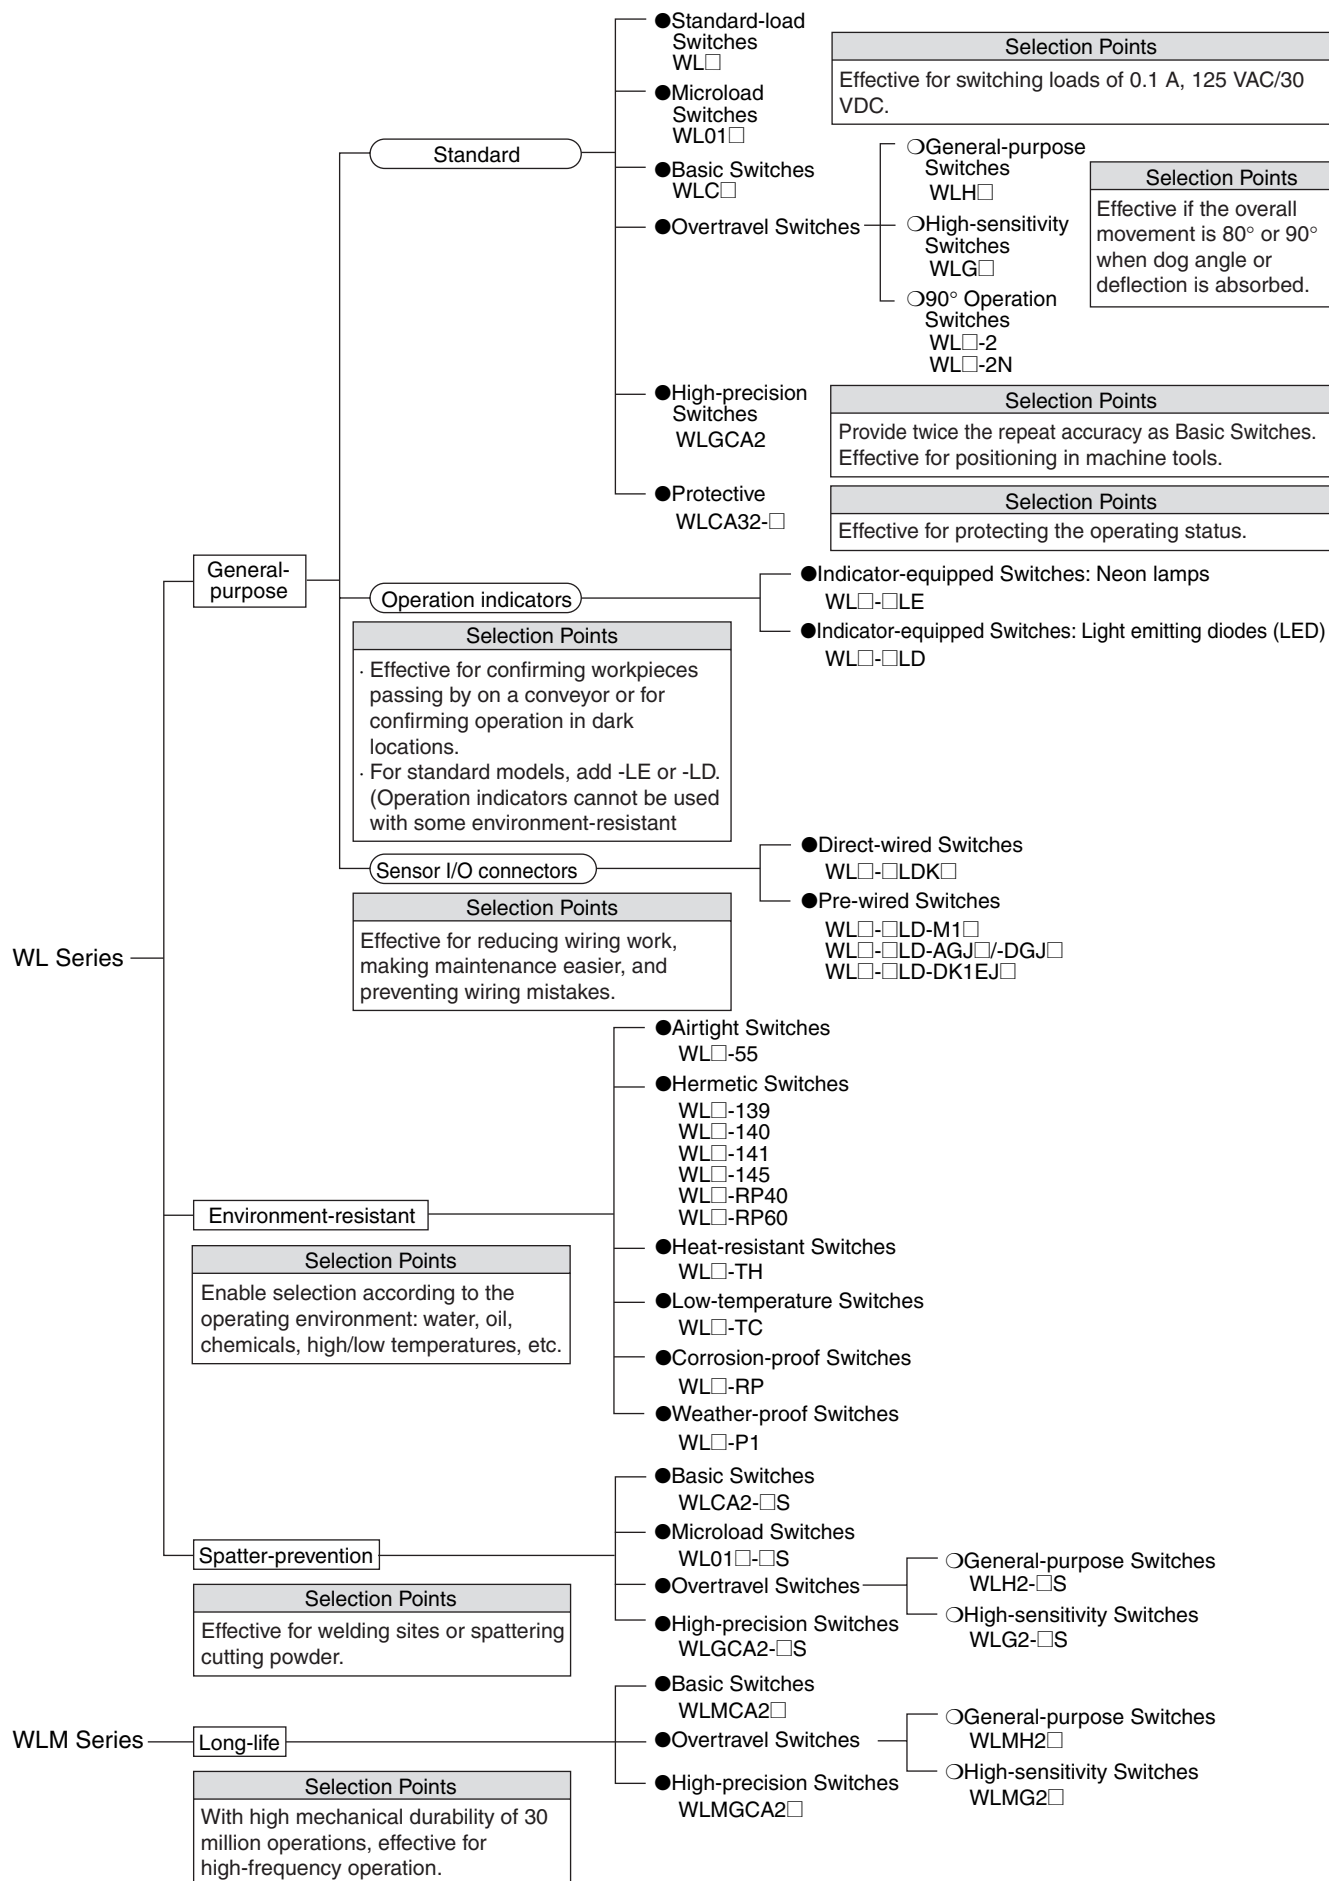 ●Standard-load
Switches
WL□
Selection Points
Effective for switching loads of 0.1 A, 125 VAC/30
VDC.
●Microload
Switches
WL01□
Standard
●Basic Switches
WLC□
●Overtravel Switches
❍General-purpose
Switches
WLH□
❍High-sensitivity
Switches
WLG□
❍90° Operation
Switches
WL□-2
WL□-2N
Selection Points
Effective if the overall
movement is 80° or 90°
when dog angle or
deflection is absorbed.
●High-precision
Switches
WLGCA2
Selection Points
Provide twice the repeat accuracy as Basic Switches.
Effective for positioning in machine tools.
●Protective
WLCA32-□
Selection Points
Effective for protecting the operating status.
General-
purpose
Operation indicators
●Indicator-equipped Switches: Neon lamps
WL□-□LE
●Indicator-equipped Switches: Light emitting diodes (LED)
WL□-□LD
Selection Points
· Effective for confirming workpieces
passing by on a conveyor or for
confirming operation in dark
locations.
· For standard models, add -LE or -LD.
(Operation indicators cannot be used
with some environment-resistant
Sensor I/O connectors
●Direct-wired Switches
WL□-□LDK□
●Pre-wired Switches
WL□-□LD-M1□
WL□-□LD-AGJ□/-DGJ□
WL□-□LD-DK1EJ□
Selection Points
Effective for reducing wiring work,
making maintenance easier, and
preventing wiring mistakes.
WL Series
●Airtight Switches
WL□-55
●Hermetic Switches
WL□-139
WL□-140
WL□-141
WL□-145
WL□-RP40
WL□-RP60
Environment-resistant
●Heat-resistant Switches
WL□-TH
Selection Points
Enable selection according to the
operating environment: water, oil,
chemicals, high/low temperatures, etc.
●Low-temperature Switches
WL□-TC
●Corrosion-proof Switches
WL□-RP
●Weather-proof Switches
WL□-P1
●Basic Switches
WLCA2-□S
●Microload Switches
WL01□-□S
Spatter-prevention
●Overtravel Switches
❍General-purpose Switches
WLH2-□S
❍High-sensitivity Switches
WLG2-□S
Selection Points
Effective for welding sites or spattering
cutting powder.
●High-precision Switches
WLGCA2-□S
●Basic Switches
WLMCA2□
WLM Series
Long-life
●Overtravel Switches
❍General-purpose Switches
WLMH2□
❍High-sensitivity Switches
WLMG2□
●High-precision Switches
WLMGCA2□
Selection Points
With high mechanical durability of 30
million operations, effective for
high-frequency operation.